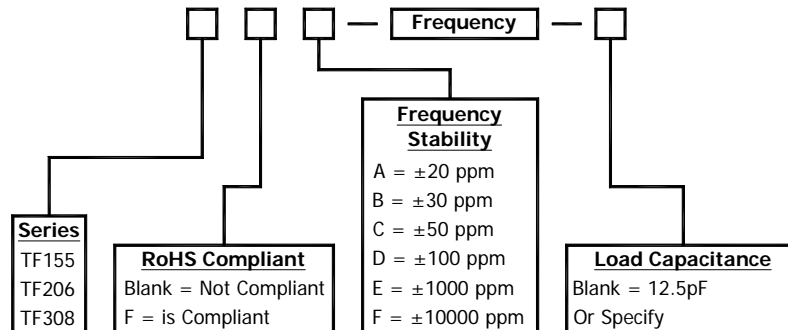 Frequency
Frequency
Stability
A = ±20 ppm
B = ±30 ppm
C = ±50 ppm
D = ±100 ppm
E = ±1000 ppm
F = ±10000 ppm
Series
TF155
TF206
TF308
RoHS Compliant
Blank = Not Compliant
F = is Compliant
Load Capacitance
Blank = 12.5pF
Or Specify